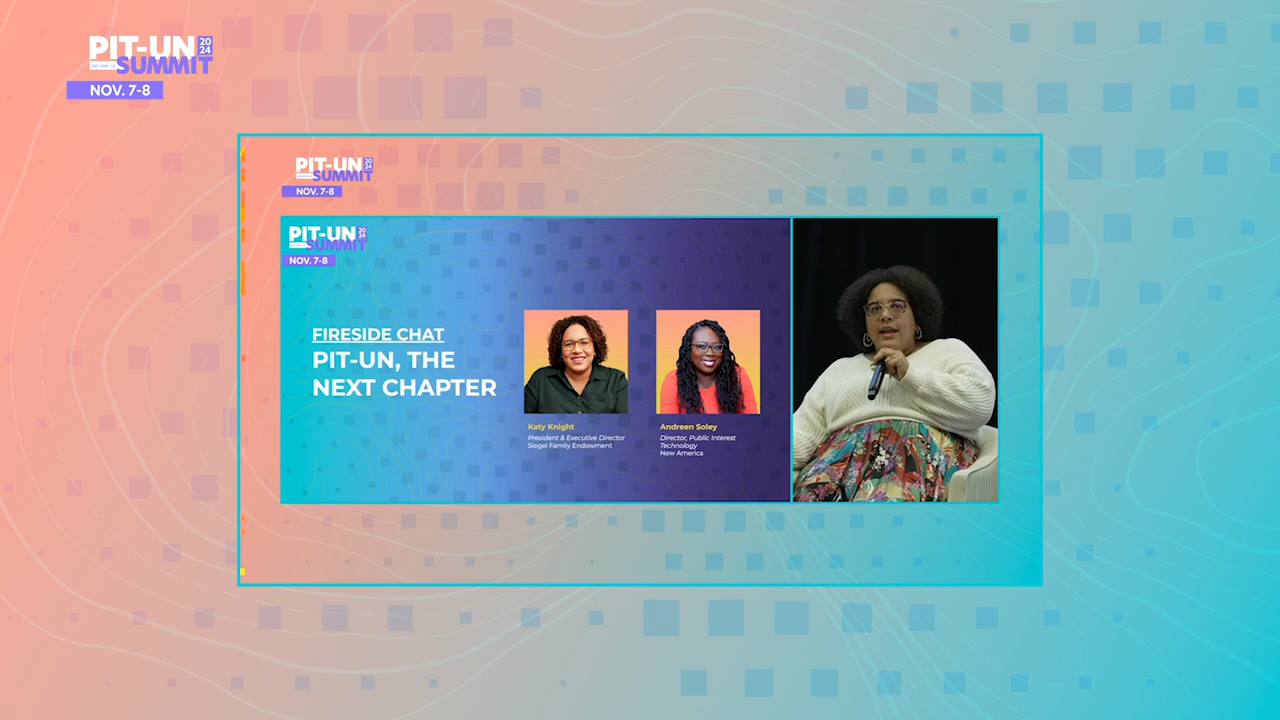 PIT-UN 2024
SUMMIT
NOV. 7-8
PIT-UN 2024
SUMMIT
NOV. 7-8
PIT-UN 2024
SUMMIT
NOV. 7-8
FIRESIDE CHAT
PIT-UN, THE
NEXT CHAPTER
Katy Knight
President & Executive Director
Siegel Family Endowment
Andreen Soley
Director, Public Interest
Technology
New America